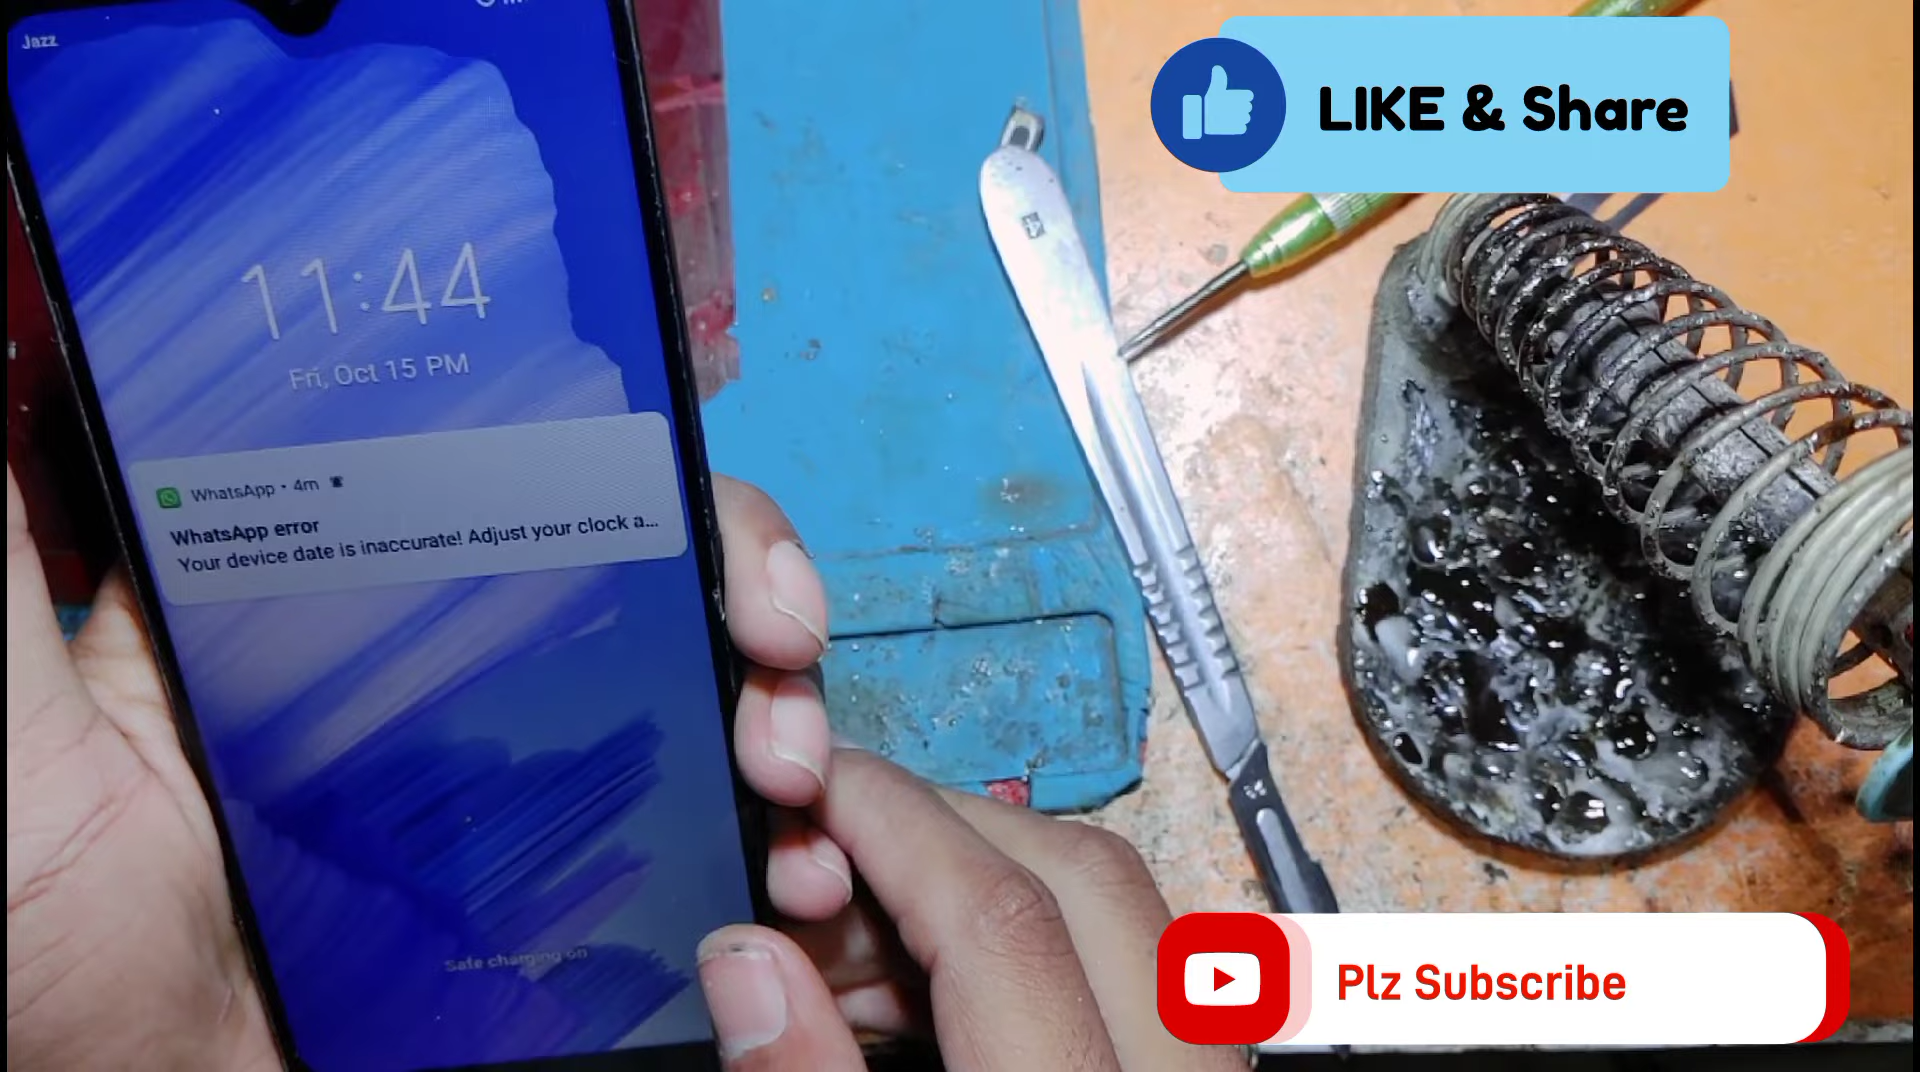 Jazz
11:44
Fri, Oct 15 PM
WhatsApp • 4m
WhatsApp error
Your device date is inaccurate! Adjust your clock a...
Safe charging on
LIKE & Share
Plz Subscribe